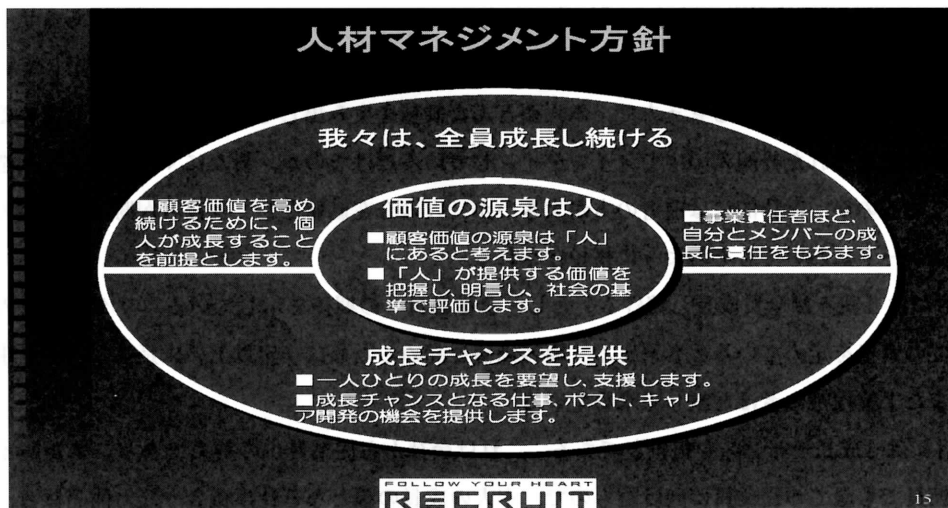 人材マネジメント方針
我々は、全員成長し続ける
■顧客価値を高め
続けるために、個
人が成長すること
を前提とします。
価値の源泉は人
■顧客価値の源泉は「人」
にあると考えます。
■「人」が提供する価値を
把握し、明言し、社会の基
準で評価します。
■事業責任者ほど、
自分とメンバーの成
長に責任をもちます。
成長チャンスを提供
■一人ひとりの成長を要望し、支援します。
■成長チャンスとなる仕事、ポスト、キャリ
ア開発の機会を提供します。
FOLLOW YOUR HEART
RECRUIT
15